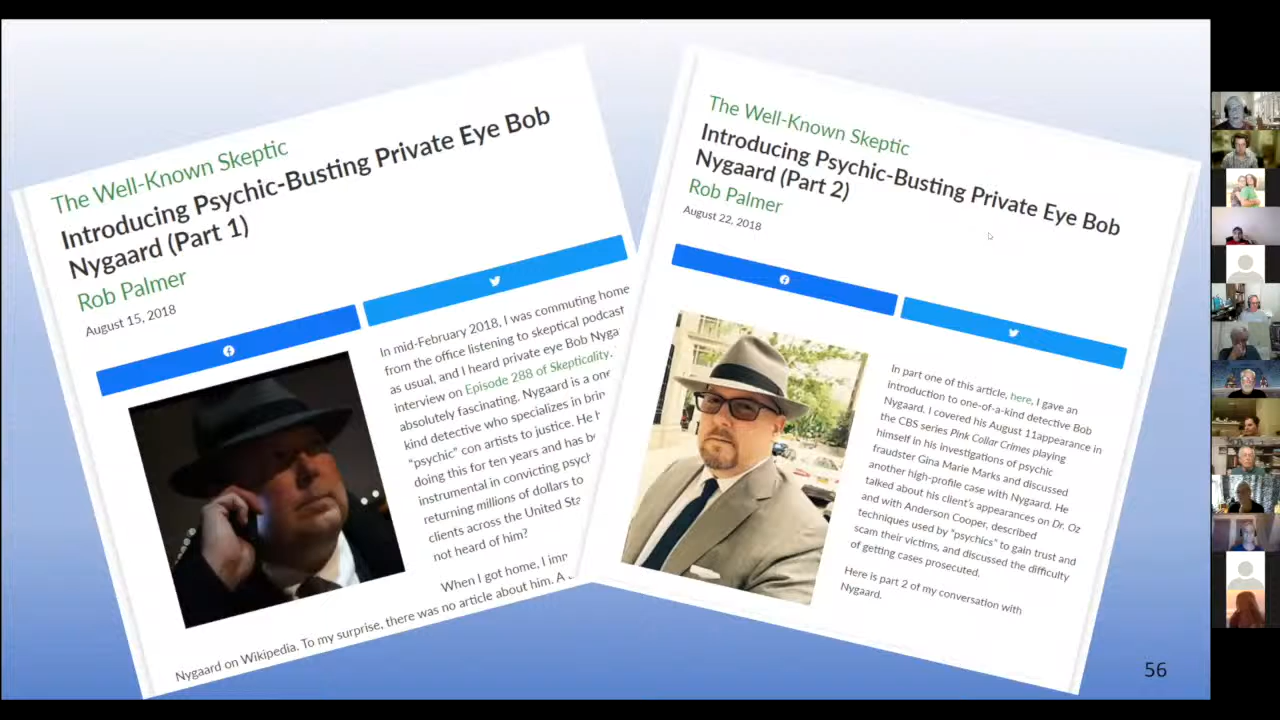 The Well-Known Skeptic
Introducing Psychic-Busting Private Eye Bob
Nygaard (Part 1)
Rob Palmer
August 15, 2018
In mid-February 2018, I was commuting home
from the office listening to skeptical podcast
as usual, and I heard private eye Bob Nyga
interview on Episode 288 of Skepticality.
absolutely fascinating. Nygaard is a one
kind detective who specializes in brin
"psychic" con artists to justice. He h
doing this for ten years and has be
instrumental in convicting psych
returning millions of dollars to
clients across the United Sta
not heard of him?
When I got home, I imm
Nygaard on Wikipedia. To my surprise, there was no article about him. A
The Well-Known Skeptic
Introducing Psychic-Busting Private Eye Bob
Nygaard (Part 2)
Rob Palmer
August 22, 2018
In part one of this article, here, I gave an
introduction to one-of-a-kind detective Bob
Nygaard. I covered his August 11appearance in
the CBS series Pink Collar Crimes playing
himself in his investigations of psychic
fraudster Gina Marie Marks and discussed
another high-profile case with Nygaard. He
talked about his client's appearances on Dr. Oz
and with Anderson Cooper, described
techniques used by "psychics" to gain trust and
scam their victims, and discussed the difficulty
of getting cases prosecuted.
Here is part 2 of my conversation with
Nygaard.
56